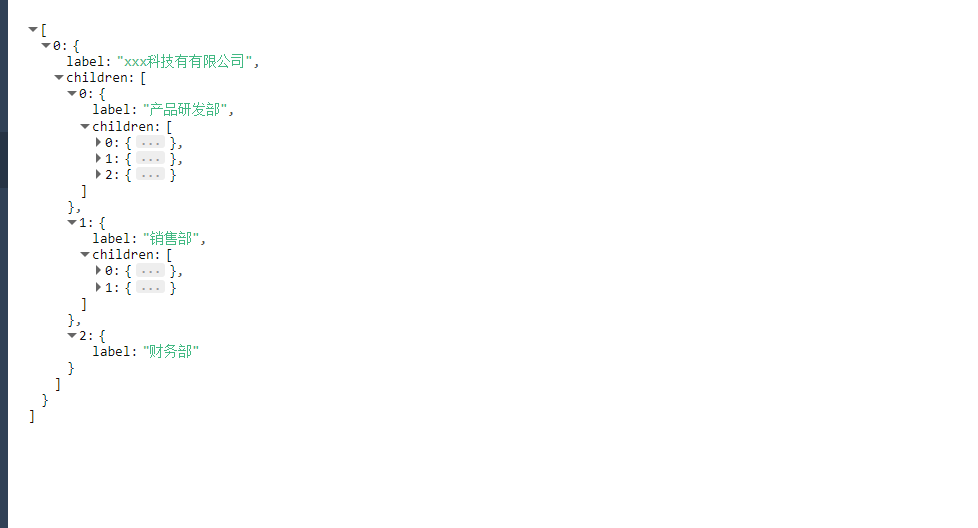 [
0: {
label: "xxx科技有有限公司",
children: [
0: {
label: "产品研发部",
children: [
0: { ... },
1: { ... },
2: { ... }
]
},
1: {
label: "销售部",
children: [
0: { ... },
1: { ... }
]
},
2: {
label: "财务部"
}
]
}
]